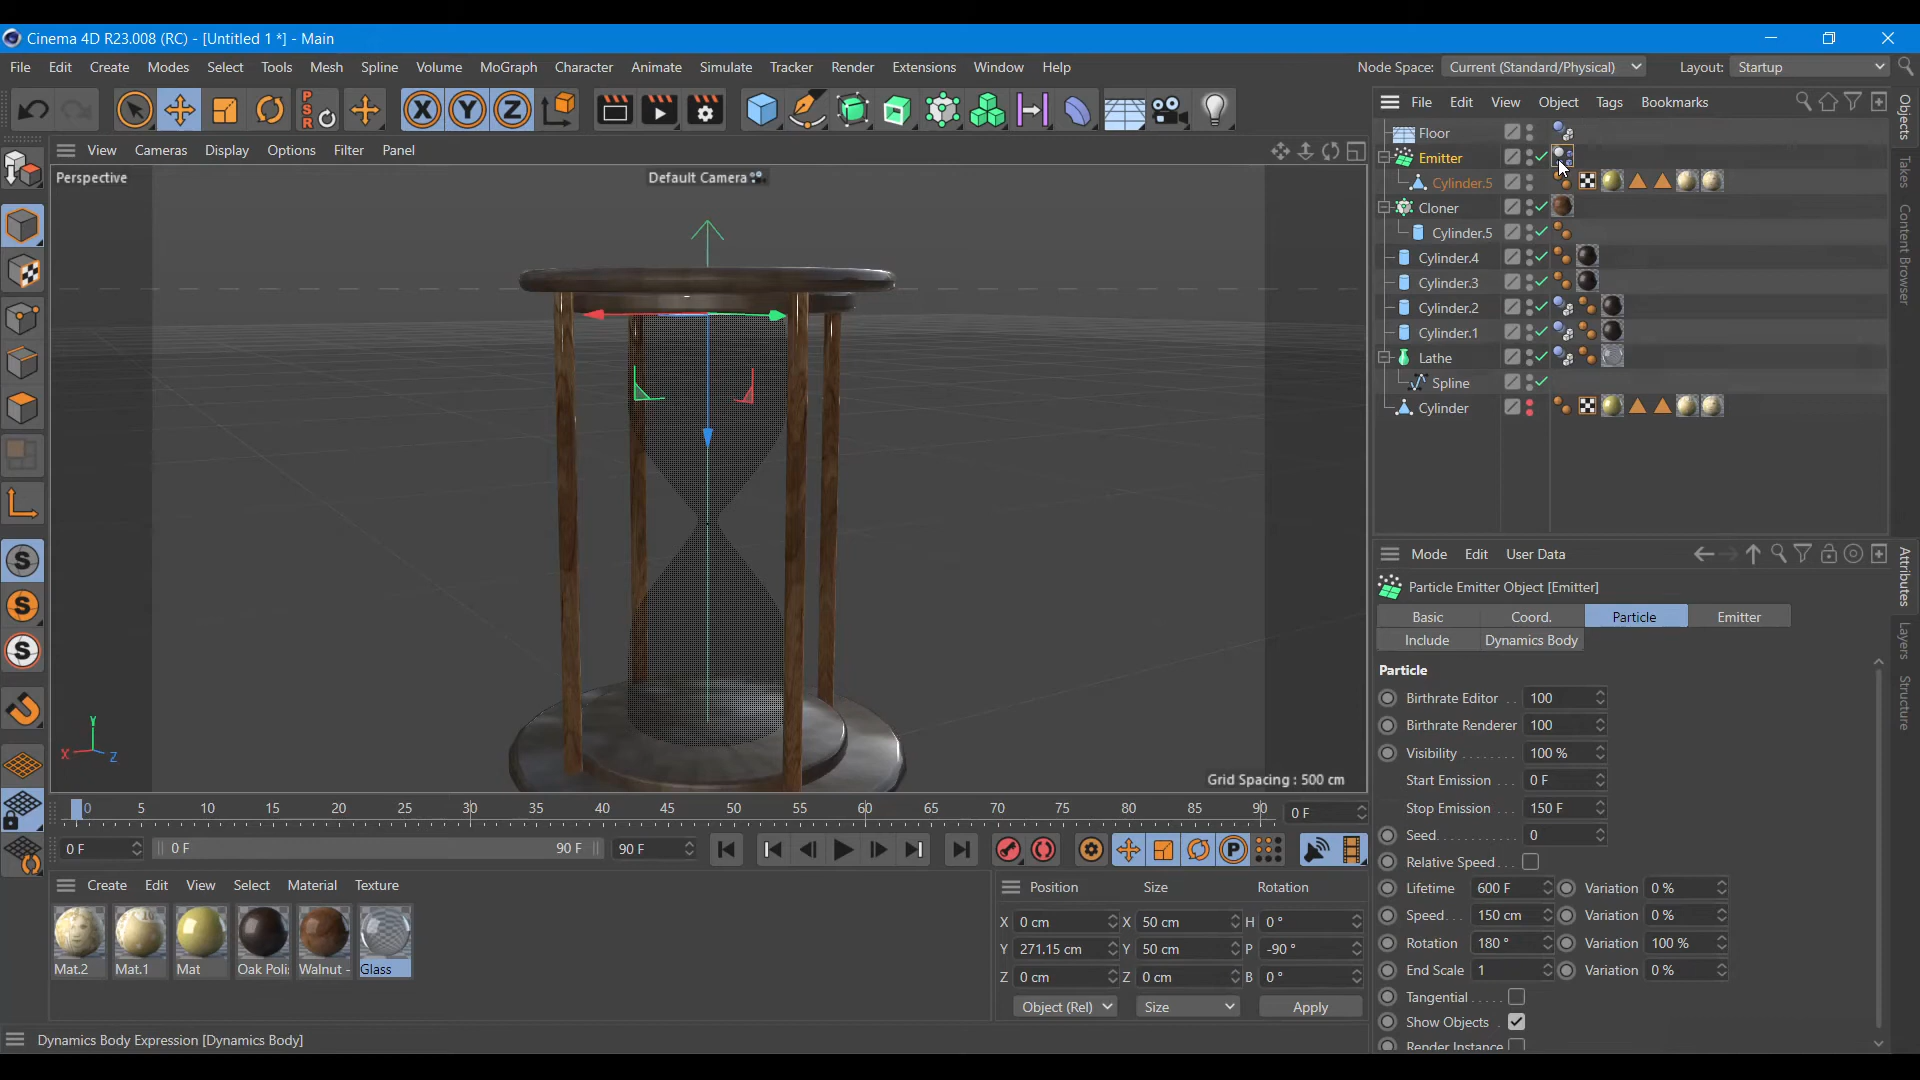 Cinema 4D R23.008 (RC) - [Untitled 1 *] - Main
File Edit Create Modes Select Tools Mesh Spline Volume MoGraph Character Animate Simulate Tracker Render Extensions Window Help Node Space: Current (Standard/Physical) Layout: Startup
PSR X Y Z
File Edit View Object Tags Bookmarks
View Cameras Display Options Filter Panel
Perspective Default Camera
Floor
Emitter
Cylinder.5
Cloner
Cylinder.5
Cylinder.4
Cylinder.3
Cylinder.2
Cylinder.1
Lathe
Spline
Cylinder
Objects
Takes
Content Browser
S
S
S
Y
X Z
Grid Spacing : 500 cm
Mode Edit User Data
Particle Emitter Object [Emitter]
Basic Coord. Particle Emitter
Include Dynamics Body
Particle
Birthrate Editor . . 100
Birthrate Renderer 100
Visibility . . . . . . . . 100 %
Start Emission . . . 0 F
Stop Emission . . . 150 F
Seed. . . . . . . . . . . 0
Relative Speed . . .
Lifetime 600 F Variation 0 %
Speed. . . 150 cm Variation 0 %
Rotation 180 ° Variation 100 %
End Scale 1 Variation 0 %
Tangential . . . . .
Show Objects .
Render Instance
Attributes
Layers
Structure
0 5 10 15 20 25 30 35 40 45 50 55 60 65 70 75 80 85 90 0 F
0 F 0 F 90 F 90 F P
Create Edit View Select Material Texture
Mat.2 Mat.1 Mat Oak Poli Walnut - Glass
Position Size Rotation
X 0 cm X 50 cm H 0 °
Y 271.15 cm Y 50 cm P -90 °
Z 0 cm Z 0 cm B 0 °
Object (Rel) Size Apply
Dynamics Body Expression [Dynamics Body]